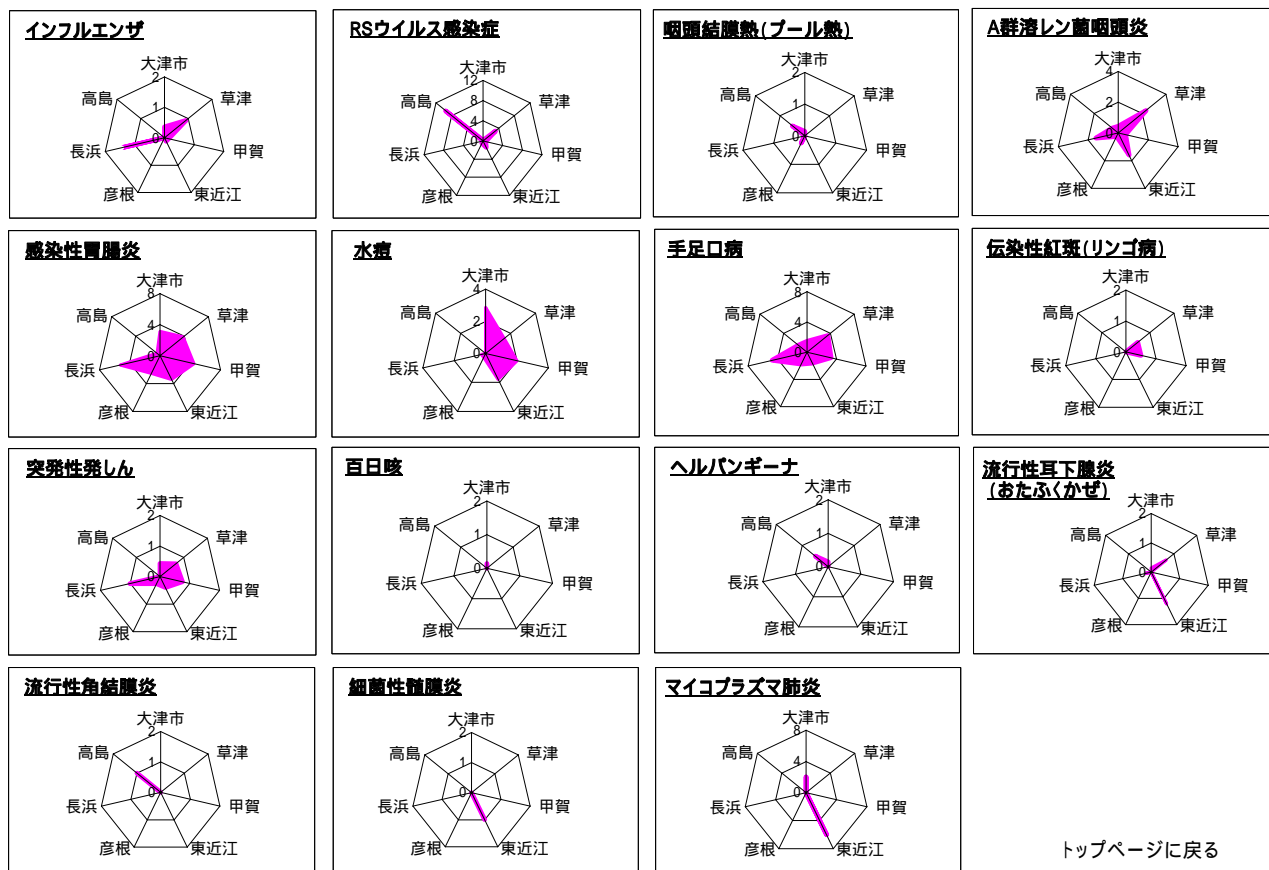 インフルエンザ
大津市
2
1
0
草津
甲賀
東近江
彦根
長浜
高島
RSウイルス感染症
大津市
12
8
4
0
草津
甲賀
東近江
彦根
長浜
高島
咽頭結膜熱(プール熱)
大津市
2
1
0
草津
甲賀
東近江
彦根
長浜
高島
A群溶レン菌咽頭炎
大津市
4
2
0
草津
甲賀
東近江
彦根
長浜
高島
感染性胃腸炎
大津市
8
4
0
草津
甲賀
東近江
彦根
長浜
高島
水痘
大津市
4
2
0
草津
甲賀
東近江
彦根
長浜
高島
手足口病
大津市
8
4
0
草津
甲賀
東近江
彦根
長浜
高島
伝染性紅斑(リンゴ病)
大津市
2
1
0
草津
甲賀
東近江
彦根
長浜
高島
突発性発しん
大津市
2
1
0
草津
甲賀
東近江
彦根
長浜
高島
百日咳
大津市
2
1
0
草津
甲賀
東近江
彦根
長浜
高島
ヘルパンギーナ
大津市
2
1
0
草津
甲賀
東近江
彦根
長浜
高島
流行性耳下腺炎
(おたふくかぜ)
大津市
2
1
0
草津
甲賀
東近江
彦根
長浜
高島
流行性角結膜炎
大津市
2
1
0
草津
甲賀
東近江
彦根
長浜
高島
細菌性髄膜炎
大津市
2
1
0
草津
甲賀
東近江
彦根
長浜
高島
マイコプラズマ肺炎
大津市
8
4
0
草津
甲賀
東近江
彦根
長浜
高島
トップページに戻る